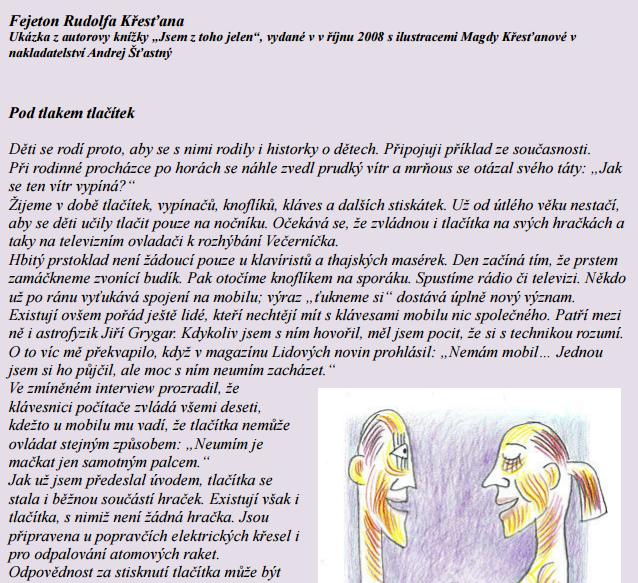 Fejeton Rudolfa Křesťana
Ukázka z autorovy knížky „Jsem z toho jelen“, vydané v v říjnu 2008 s ilustracemi Magdy Křesťanové v
nakladatelství Andrej Šťastný
Pod tlakem tlačítek
Děti se rodí proto, aby se s nimi rodily i historky o dětech. Připojuji příklad ze současnosti.
Při rodinné procházce po horách se náhle zvedl prudký vítr a mrňous se otázal svého táty: „Jak
se ten vítr vypíná?“
Žijeme v době tlačítek, vypínačů, knoflíků, kláves a dalších stiskátek. Už od útlého věku nestačí,
aby se děti učily tlačit pouze na nočníku. Očekává se, že zvládnou i tlačítka na svých hračkách a
taky na televizním ovladači k rozhýbání Večerníčka.
Hbitý prstoklad není žádoucí pouze u klavíristů a thajských masérek. Den začíná tím, že prstem
zamáčkneme zvonící budík. Pak otočíme knoflíkem na sporáku. Spustíme rádio či televizi. Někdo
už po ránu vyťukává spojení na mobilu; výraz „ťukneme si“ dostává úplně nový význam.
Existují ovšem pořád ještě lidé, kteří nechtějí mít s klávesami mobilu nic společného. Patří mezi
ně i astrofyzik Jiří Grygar. Kdykoliv jsem s ním hovořil, měl jsem pocit, že si s technikou rozumí.
O to víc mě překvapilo, když v magazínu Lidových novin prohlásil: „Nemám mobil… Jednou
jsem si ho půjčil, ale moc s ním neumím zacházet.“
Ve zmíněném interview prozradil, že
klávesnici počítače zvládá všemi deseti,
kdežto u mobilu mu vadí, že tlačítka nemůže
ovládat stejným způsobem: „Neumím je
mačkat jen samotným palcem.“
Jak už jsem předeslal úvodem, tlačítka se
stala i běžnou součástí hraček. Existují však i
tlačítka, s nimiž není žádná hračka. Jsou
připravena u popravčích elektrických křesel i
pro odpalování atomových raket.
Odpovědnost za stisknutí tlačítka může být